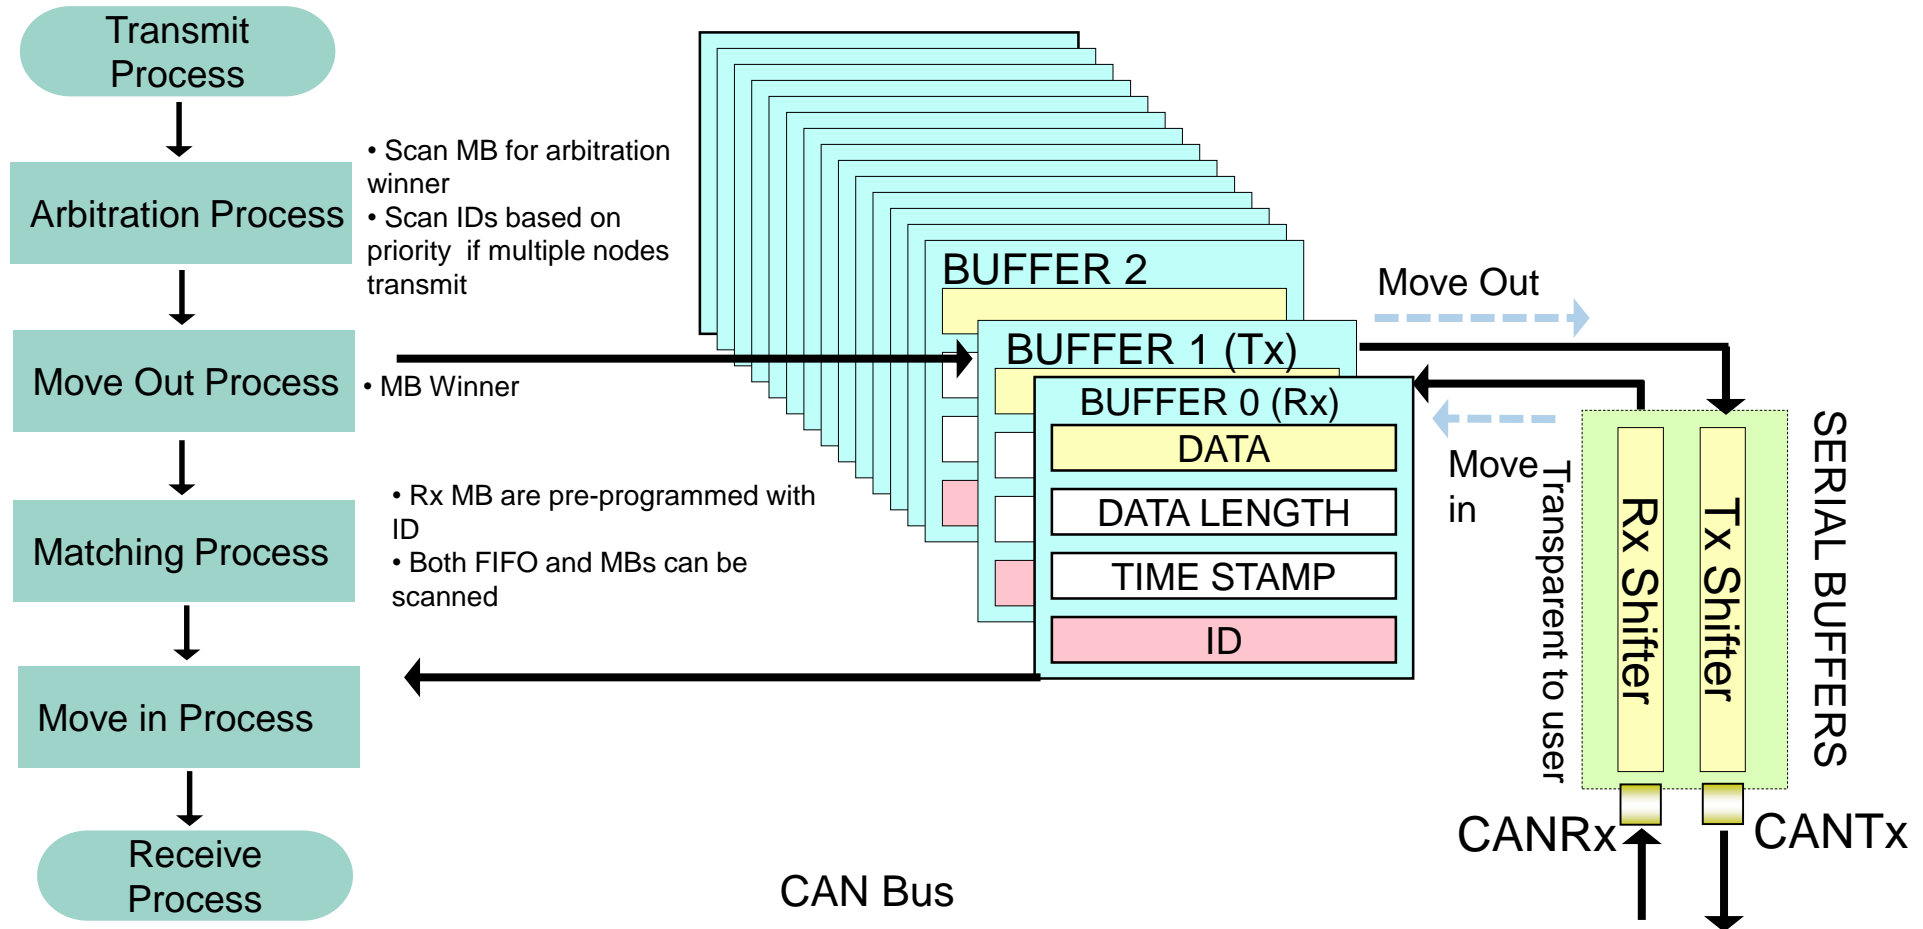 Transmit
Process
Arbitration Process
• Scan MB for arbitration
winner
• Scan IDs based on
priority if multiple nodes
transmit
Move Out Process
• MB Winner
Matching Process
• Rx MB are pre-programmed with
ID
• Both FIFO and MBs can be
scanned
Move in Process
Receive
Process
BUFFER 2
BUFFER 1 (Tx)
BUFFER 0 (Rx)
DATA
DATA LENGTH
TIME STAMP
ID
Move Out
Move
in
Transparent to user
Rx Shifter
Tx Shifter
SERIAL BUFFERS
CANRx
CANTx
CAN Bus